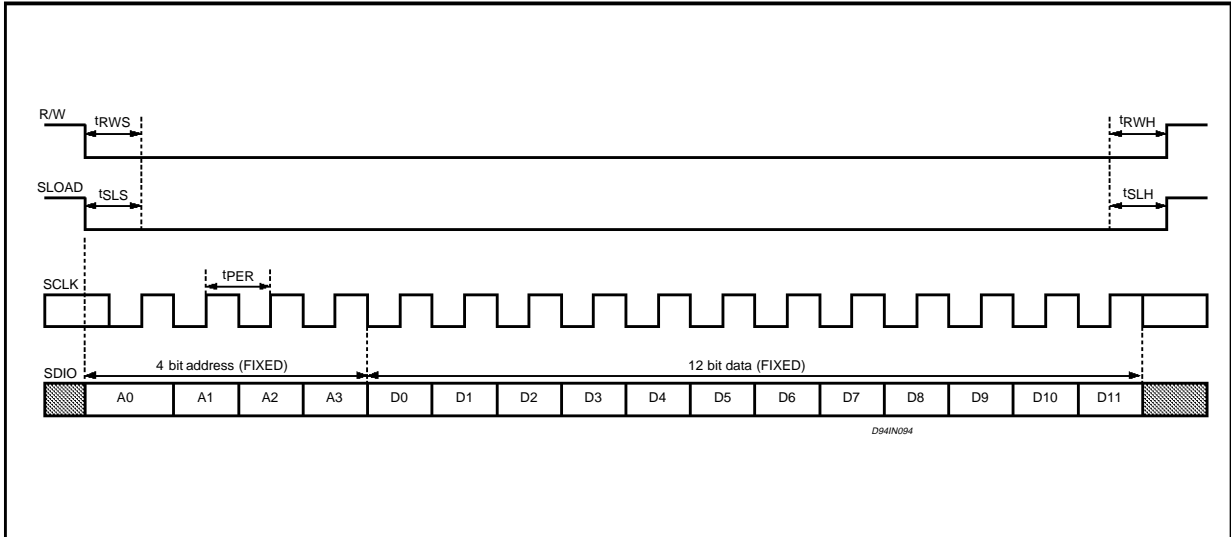 R/W
tRWS
tRWH
SLOAD
tSLS
tSLH
SCLK
tPER
SDIO
4 bit address (FIXED)
12 bit data (FIXED)
A0 A1 A2 A3 D0 D1 D2 D3 D4 D5 D6 D7 D8 D9 D10 D11
D94IN094